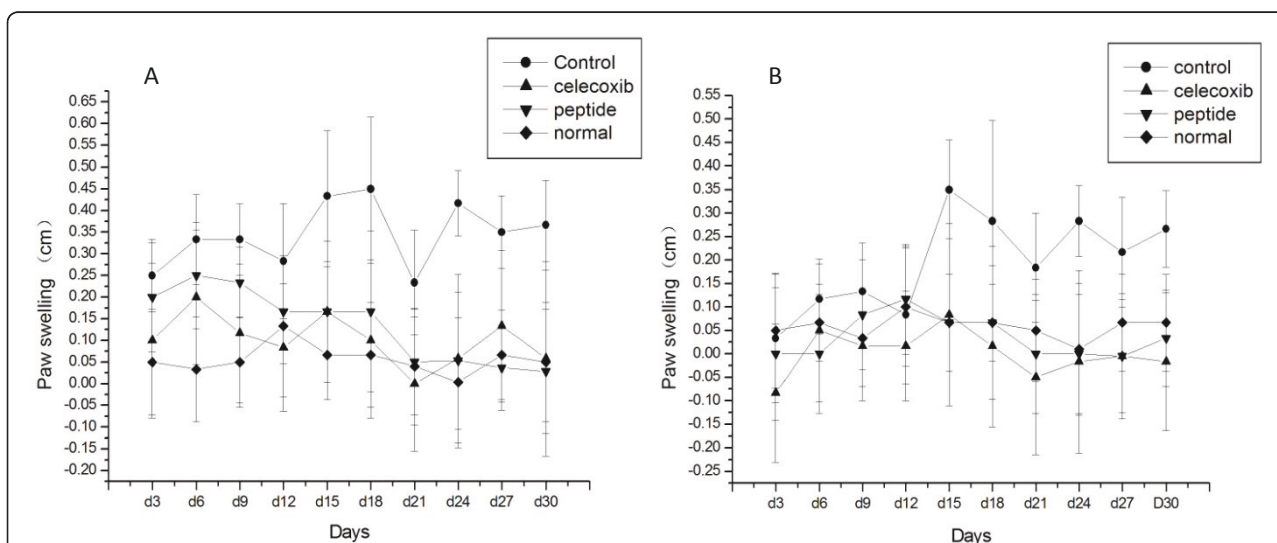 A
Control
celecoxib
peptide
normal
Paw swelling (cm)
0.65
0.60
0.55
0.50
0.45
0.40
0.35
0.30
0.25
0.20
0.15
0.10
0.05
0.00
-0.05
-0.10
-0.15
-0.20
d3 d6 d9 d12 d15 d18 d21 d24 d27 d30
Days
B
control
celecoxib
peptide
normal
Paw swelling (cm)
0.55
0.50
0.45
0.40
0.35
0.30
0.25
0.20
0.15
0.10
0.05
0.00
-0.05
-0.10
-0.15
-0.20
-0.25
d3 d6 d9 d12 d15 d18 d21 d24 d27 D30
Days